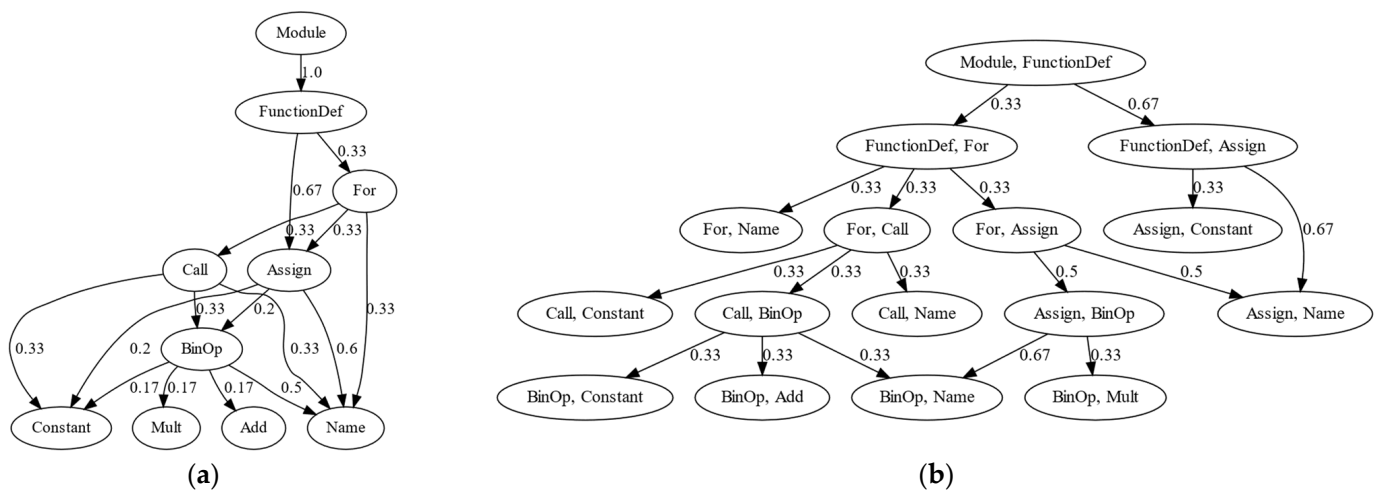 Module
1.0
FunctionDef
0.33
0.67
For
0.33
0.33
0.33
Call
Assign
0.33
0.2
0.33
0.2
0.33
0.6
BinOp
0.17
0.17
0.17
0.5
Constant
Mult
Add
Name
(a)
Module, FunctionDef
0.33
0.67
FunctionDef, For
FunctionDef, Assign
0.33
0.33
0.33
0.33
0.67
For, Name
For, Call
For, Assign
Assign, Constant
0.33
0.33
0.33
0.5
0.5
Call, Constant
Call, BinOp
Call, Name
Assign, BinOp
Assign, Name
0.33
0.33
0.33
0.67
0.33
BinOp, Constant
BinOp, Add
BinOp, Name
BinOp, Mult
(b)